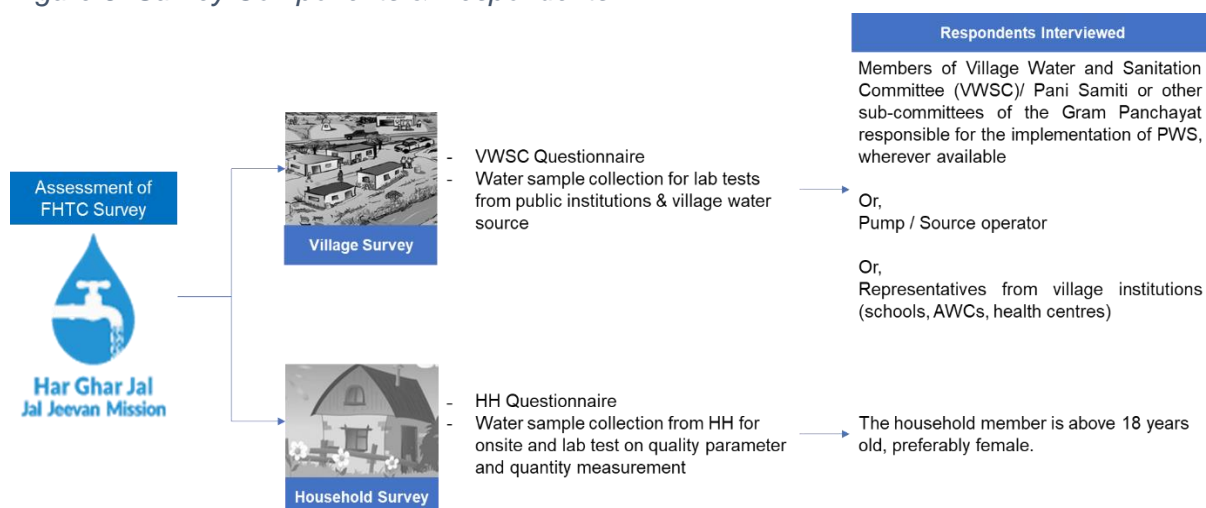 Figure Survey Components Respondents
Respondents Interviewed
Members of Village Water and Sanitation
Committee (VWSC)/ Pani Samiti or other
sub-committees of the Gram Panchayat
responsible for the implementation of PWS,
wherever available
Or,
Pump / Source operator
Or,
Representatives from village institutions
(schools, AWCs, health centres)
Assessment of
FHTC Survey
Har Ghar Jal
Jal Jeevan Mission
Village Survey
- VWSC Questionnaire
- Water sample collection for lab tests
from public institutions & village water
source
Household Survey
- HH Questionnaire
- Water sample collection from HH for
onsite and lab test on quality parameter
and quantity measurement
The household member is above 18 years
old, preferably female.